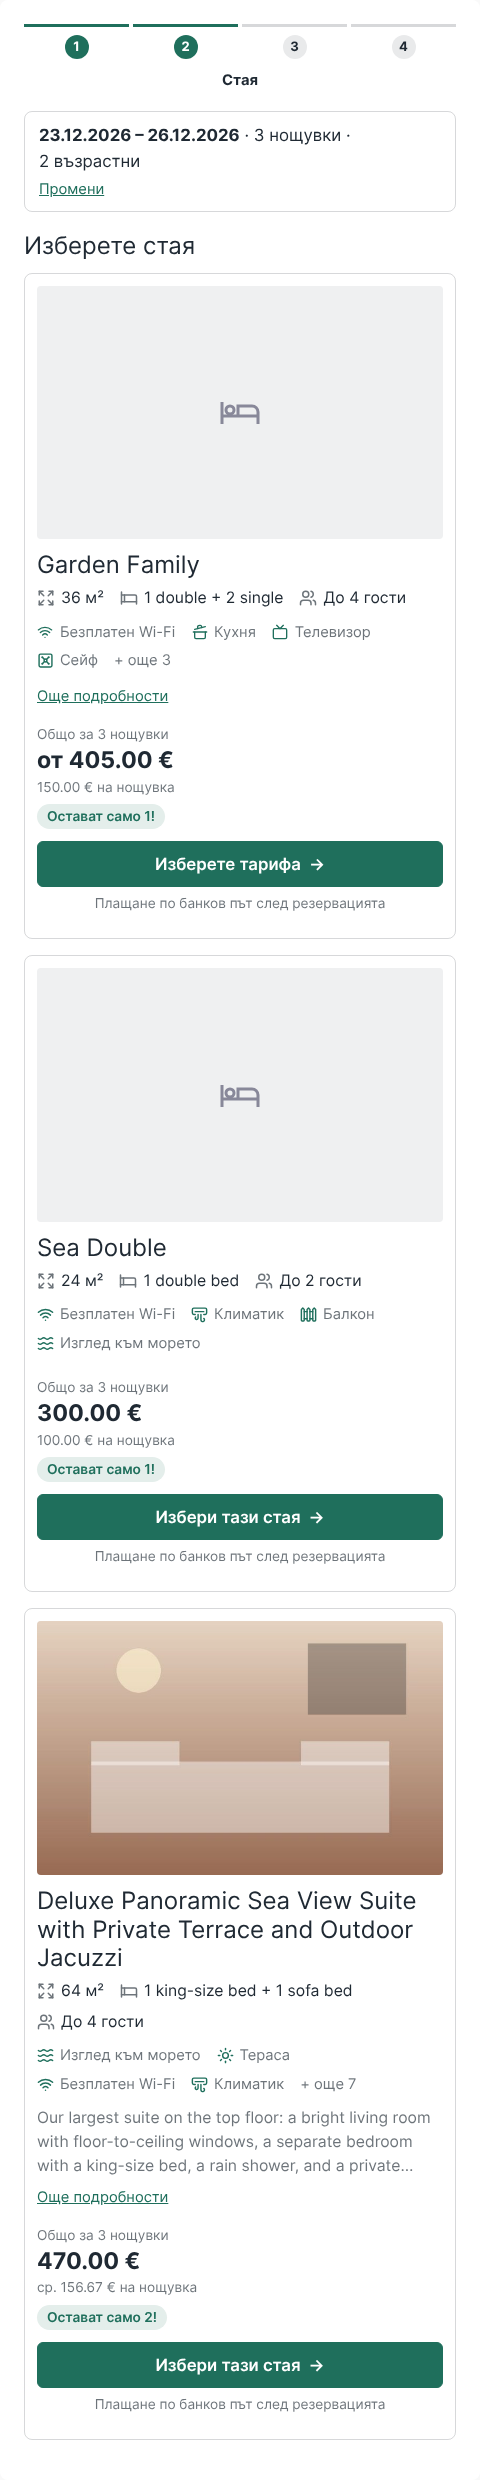 1 2 3 4
Стая
23.12.2026 – 26.12.2026 · 3 нощувки ·
2 възрастни
Промени
Изберете стая
Garden Family
36 м² 1 double + 2 single До 4 гости
Безплатен Wi-Fi Кухня Телевизор
Сейф + още 3
Още подробности
Общо за 3 нощувки
от 405.00 €
150.00 € на нощувка
Остават само 1!
Изберете тарифа →
Плащане по банков път след резервацията
Sea Double
24 м² 1 double bed До 2 гости
Безплатен Wi-Fi Климатик Балкон
Изглед към морето
Общо за 3 нощувки
300.00 €
100.00 € на нощувка
Остават само 1!
Избери тази стая →
Плащане по банков път след резервацията
Deluxe Panoramic Sea View Suite
with Private Terrace and Outdoor
Jacuzzi
64 м² 1 king-size bed + 1 sofa bed
До 4 гости
Изглед към морето Тераса
Безплатен Wi-Fi Климатик + още 7
Our largest suite on the top floor: a bright living room
with floor-to-ceiling windows, a separate bedroom
with a king-size bed, a rain shower, and a private…
Още подробности
Общо за 3 нощувки
470.00 €
ср. 156.67 € на нощувка
Остават само 2!
Избери тази стая →
Плащане по банков път след резервацията